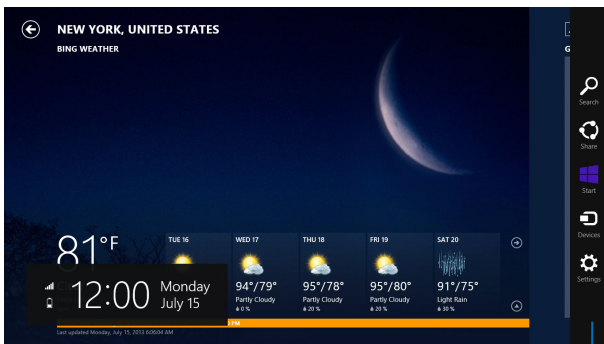 NEW YORK, UNITED STATES
BING WEATHER
Search
Share
Start
Devices
Settings
81°F
TUE 16
WED 17
94°/79°
Partly Cloudy
0 %
THU 18
95°/78°
Partly Cloudy
20 %
FRI 19
95°/80°
Partly Cloudy
20 %
SAT 20
91°/75°
Light Rain
30 %
12:00
Monday
July 15
PM
Last updated Monday, July 15, 2013 6:06:04 AM